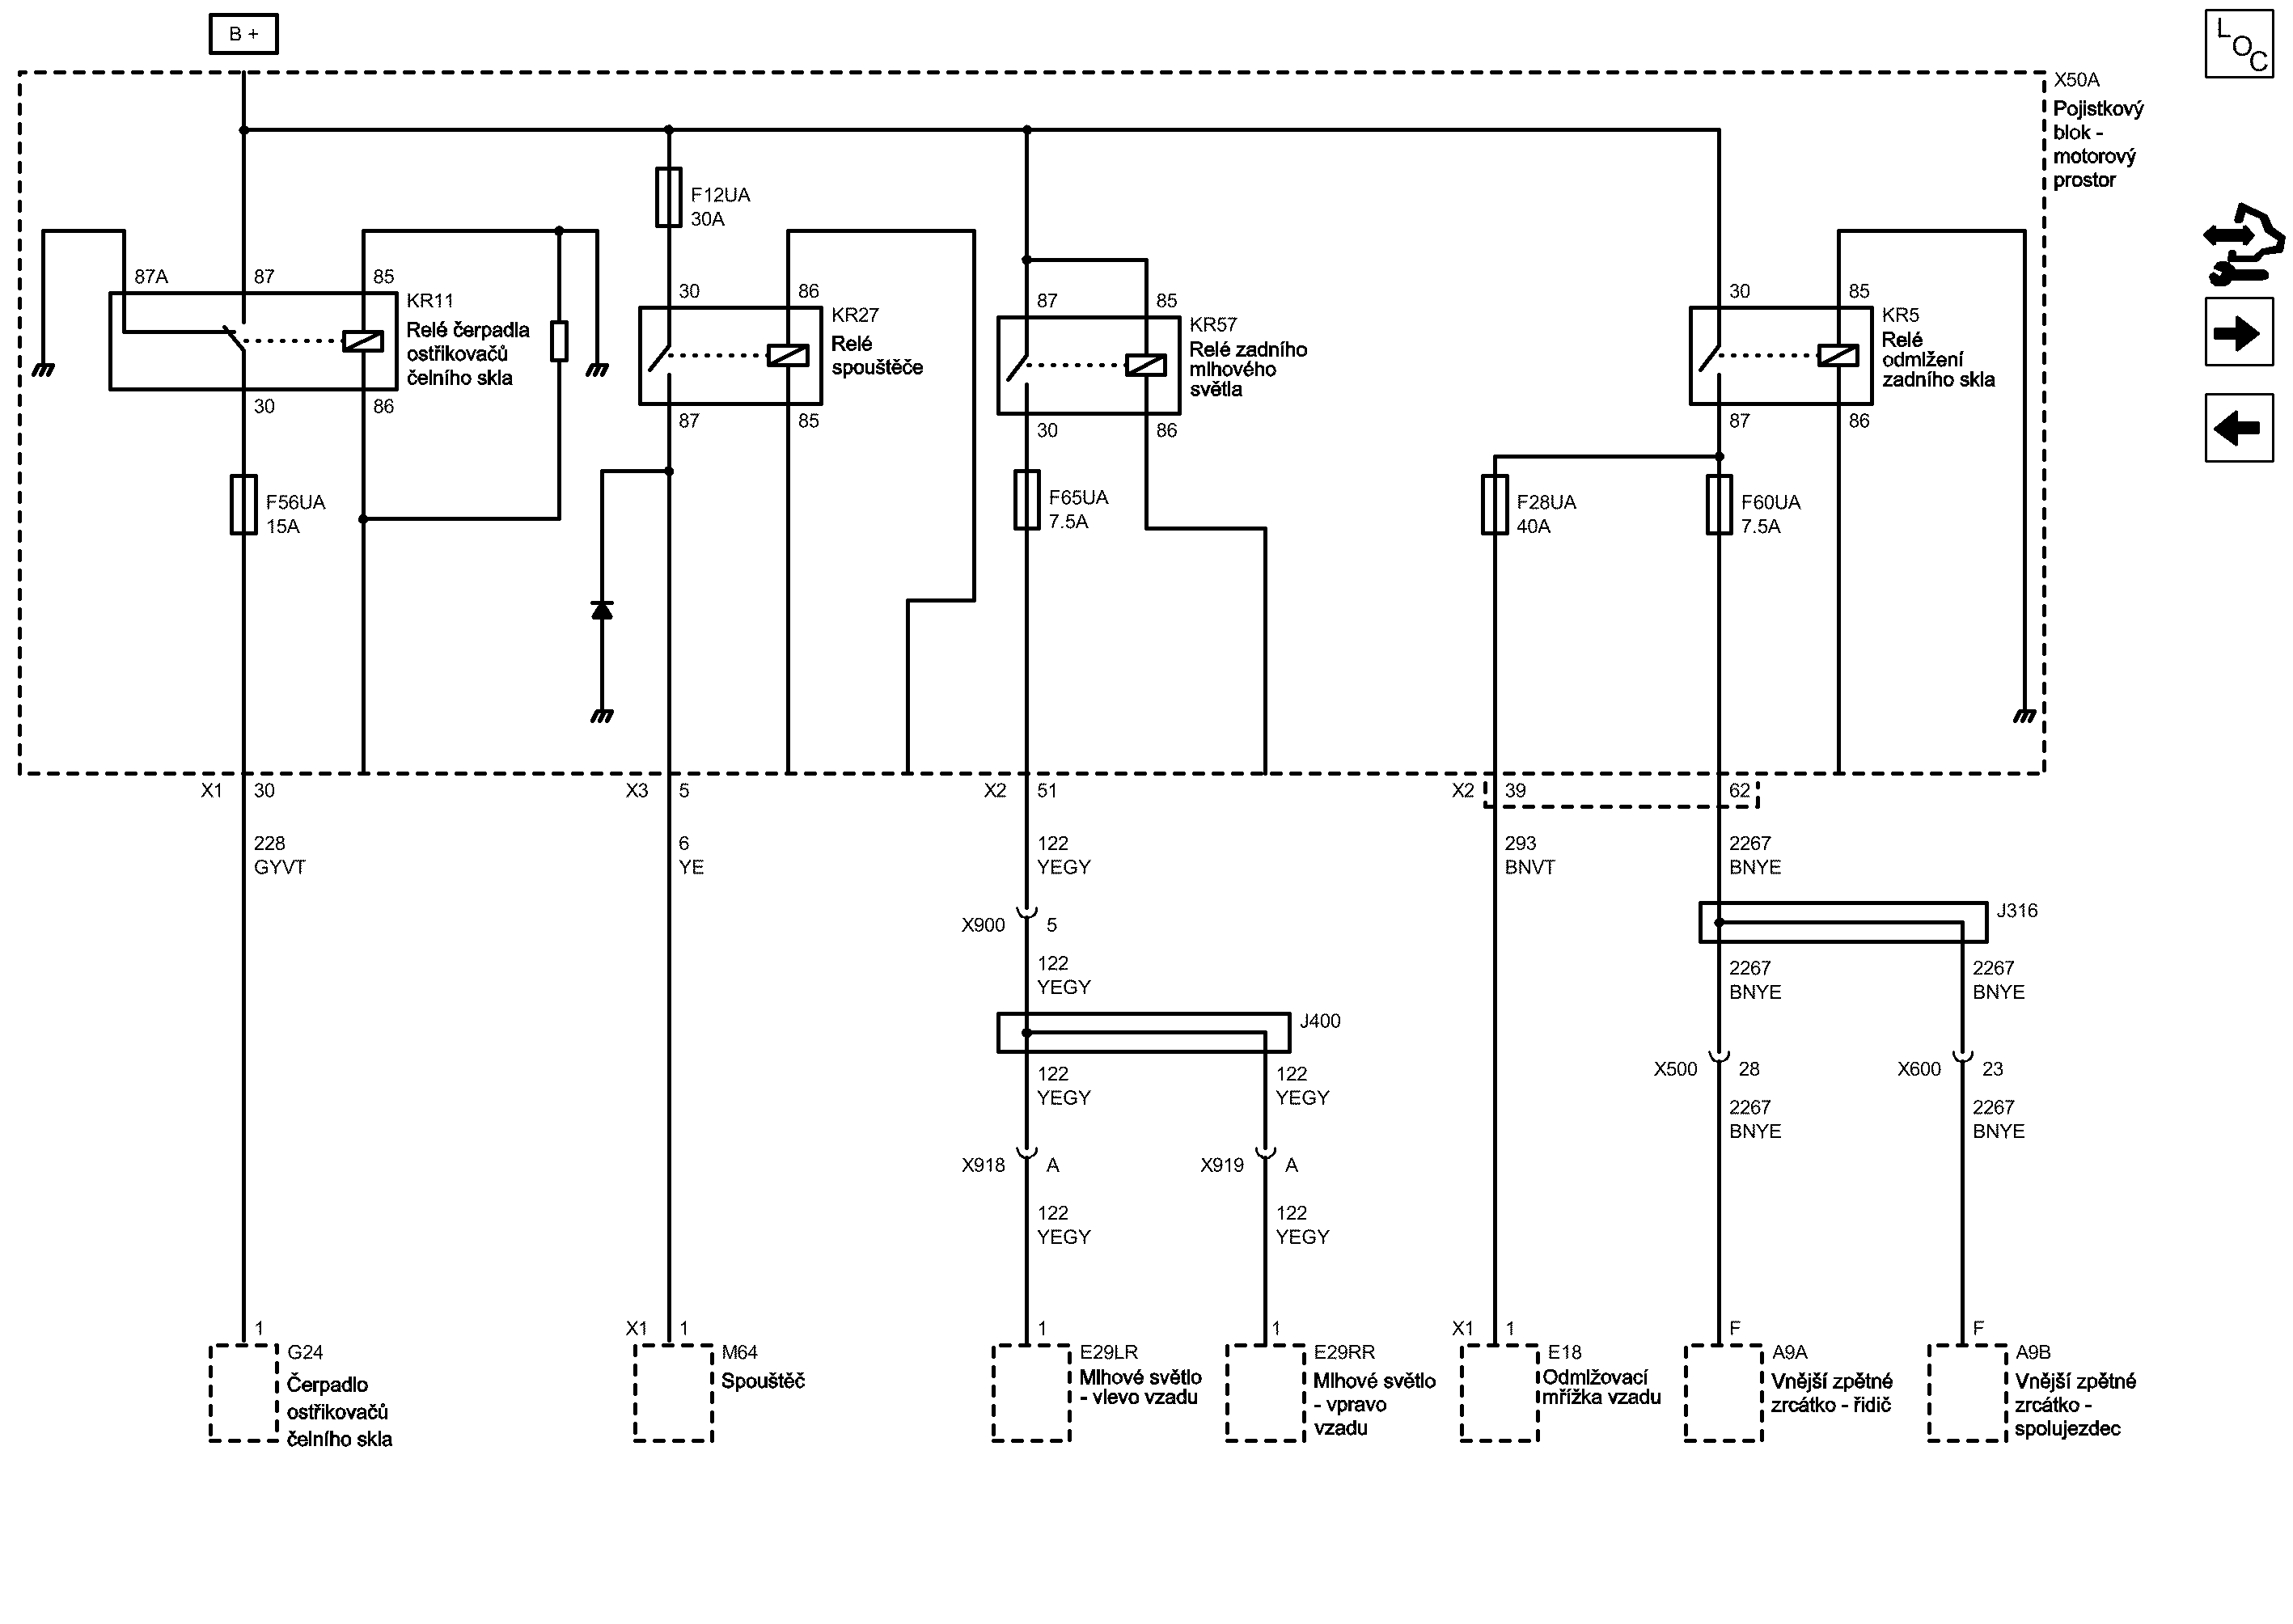 B +
LOC
X50A
Pojistkový
blok -
motorový
prostor
F12UA
30A
87A
87
85
KR11
Relé čerpadla
ostřikovačů
čelního skla
30
86
30
86
KR27
Relé
spouštěče
87
85
87
85
KR57
Relé zadního
mlhového
světla
30
86
30
85
KR5
Relé
odmlžení
zadního skla
87
86
F56UA
15A
F65UA
7.5A
F28UA
40A
F60UA
7.5A
X1
30
X3
5
X2
51
X2
39
62
228
GYVT
6
YE
122
YEGY
293
BNVT
2267
BNYE
X900
5
J316
122
YEGY
2267
BNYE
2267
BNYE
J400
122
YEGY
122
YEGY
X500
28
X600
23
2267
BNYE
2267
BNYE
X918
A
X919
A
122
YEGY
122
YEGY
1
G24
Čerpadlo
ostřikovačů
čelního skla
X1
1
M64
Spouštěč
1
E29LR
Mlhové světlo
- vlevo vzadu
1
E29RR
Mlhové světlo
- vpravo
vzadu
X1
1
E18
Odmlžovací
mřížka vzadu
F
A9A
Vnější zpětné
zrcátko - řidič
F
A9B
Vnější zpětné
zrcátko -
spolujezdec